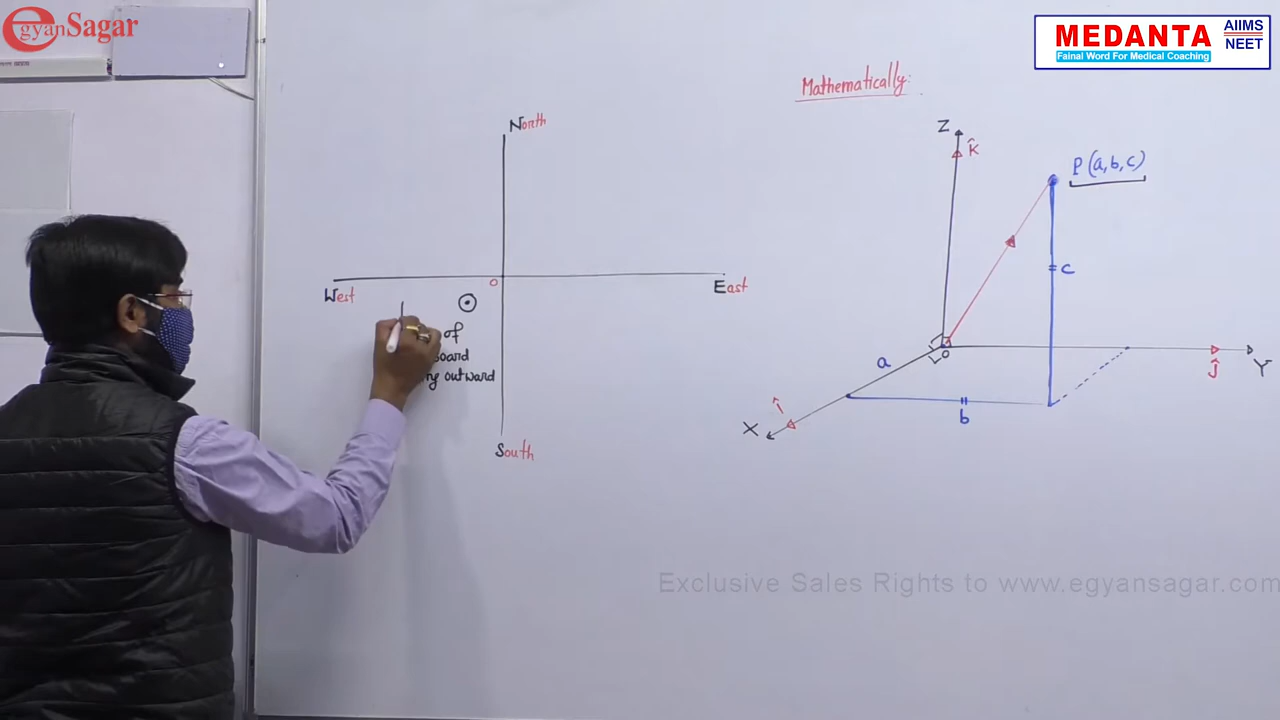 egyanSagar
MEDANTA
AIIMS
NEET
Fainal Word For Medical Coaching
Mathematically:
North
West
O
East
of
outward
South
Z
K̂
P(a,b,c)
c
a
O
b
Ĵ
Y
î
X
Exclusive Sales Rights to www.egyansagar.com